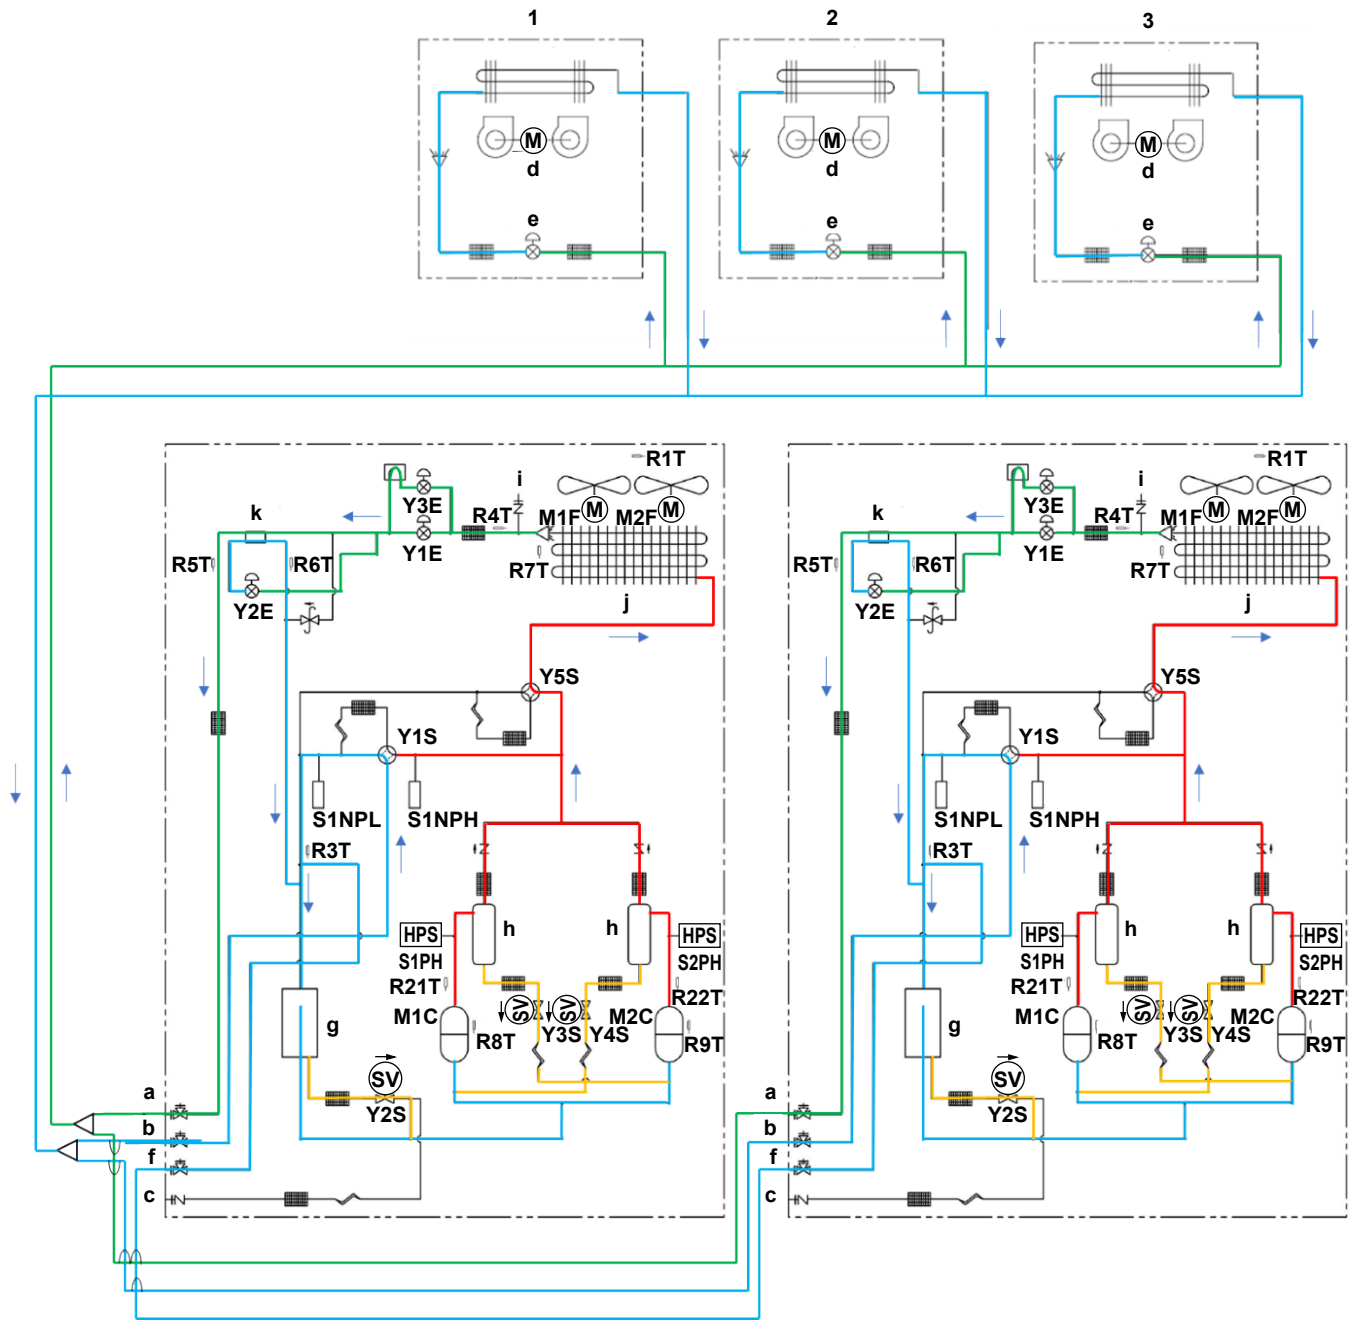 1 2 3
M M M
d d d
e e e
R1T R1T
i i
Y3E Y3E
k R4T M1F M M2F M k R4T M1F M M2F M
R5T R6T Y1E R7T R5T R6T Y1E R7T
Y2E j Y2E j
Y5S Y5S
Y1S Y1S
S1NPL S1NPH S1NPL S1NPH
R3T R3T
HPS h h HPS HPS h h HPS
S1PH S2PH S1PH S2PH
R21T R22T R21T R22T
M1C SV SV M2C M1C SV SV M2C
g R8T Y3S Y4S R9T g R8T Y3S Y4S R9T
SV SV
a Y2S a Y2S
b b
f f
c c